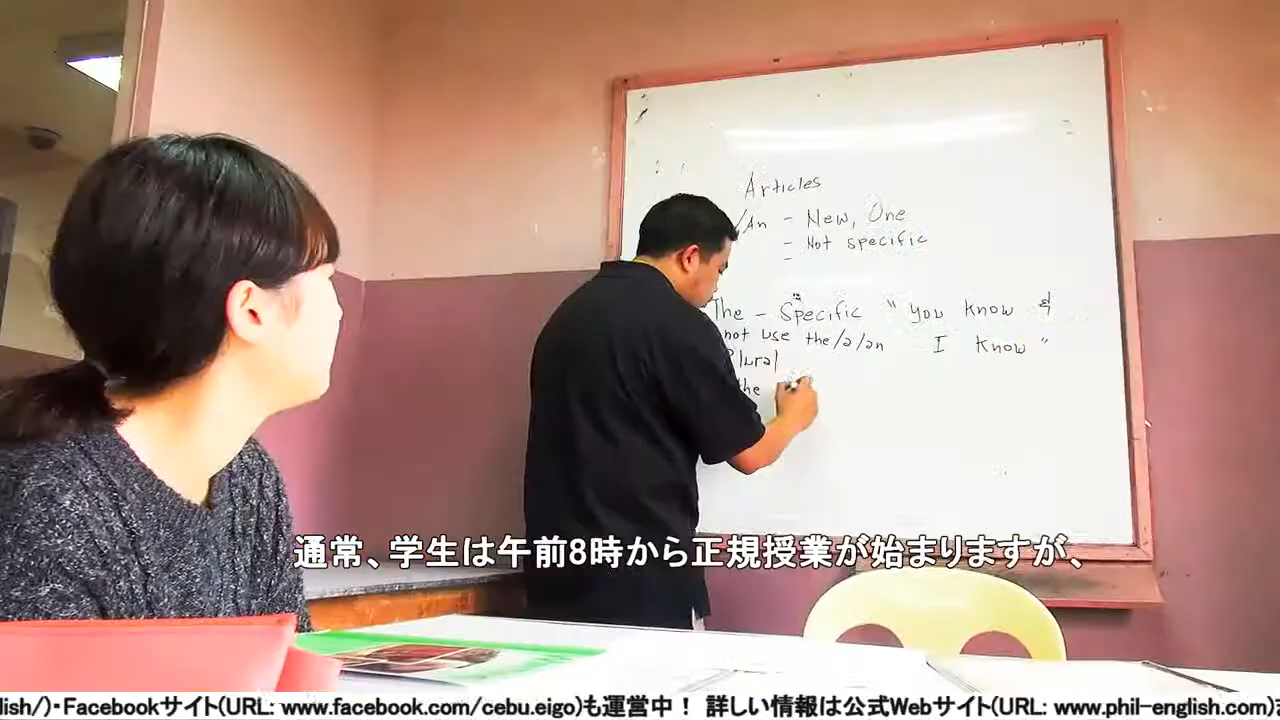 Articles
/An - New, One
- Not specific
-
The - Specific " you know &
not use the/a/an I know "
Plural
the
通常、学生は午前8時から正規授業が始まりますが、
lish/)・Facebookサイト(URL: www.facebook.com/cebu.eigo)も運営中！ 詳しい情報は公式Webサイト(URL: www.phil-english.com)